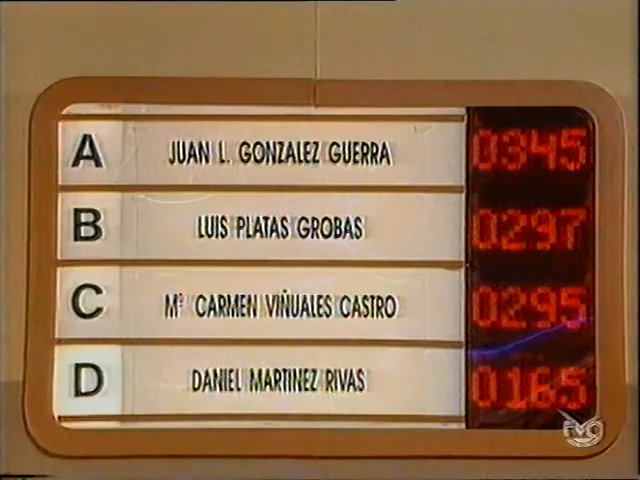 A JUAN L. GONZALEZ GUERRA 0345
B LUIS PLATAS GROBAS 0297
C Mª CARMEN VIÑUALES CASTRO 0295
D DANIEL MARTINEZ RIVAS 0165